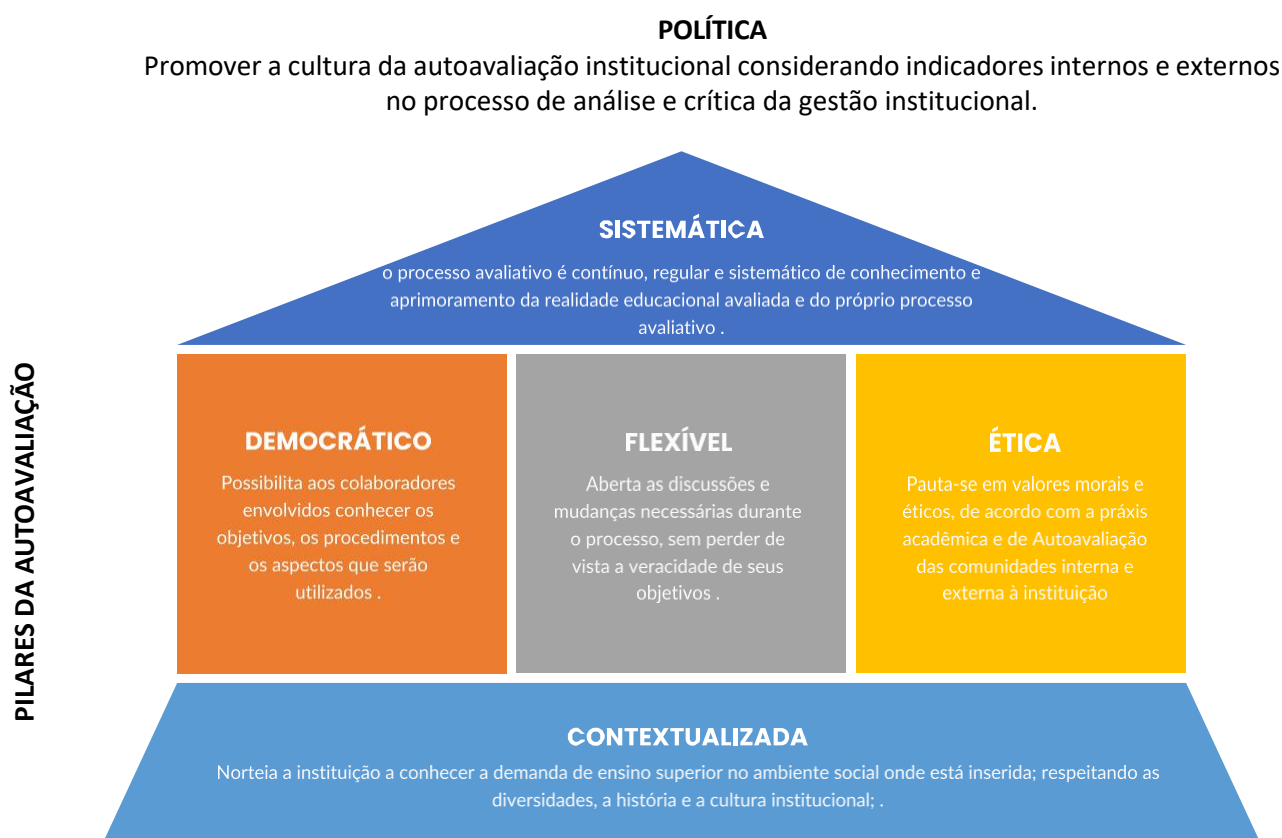 POLÍTICA
Promover a cultura da autoavaliação institucional considerando indicadores internos e externos
no processo de análise e crítica da gestão institucional.
PILARES DA AUTOAVALIAÇÃO
SISTEMÁTICA
o processo avaliativo é contínuo, regular e sistemático de conhecimento e
aprimoramento da realidade educacional avaliada e do próprio processo
avaliativo .
DEMOCRÁTICO
Possibilita aos colaboradores
envolvidos conhecer os
objetivos, os procedimentos e
os aspectos que serão
utilizados .
FLEXÍVEL
Aberta as discussões e
mudanças necessárias durante
o processo, sem perder de
vista a veracidade de seus
objetivos .
ÉTICA
Pauta-se em valores morais e
éticos, de acordo com a práxis
acadêmica e de Autoavaliação
das comunidades interna e
externa à instituição
CONTEXTUALIZADA
Norteia a instituição a conhecer a demanda de ensino superior no ambiente social onde está inserida; respeitando as
diversidades, a história e a cultura institucional; .